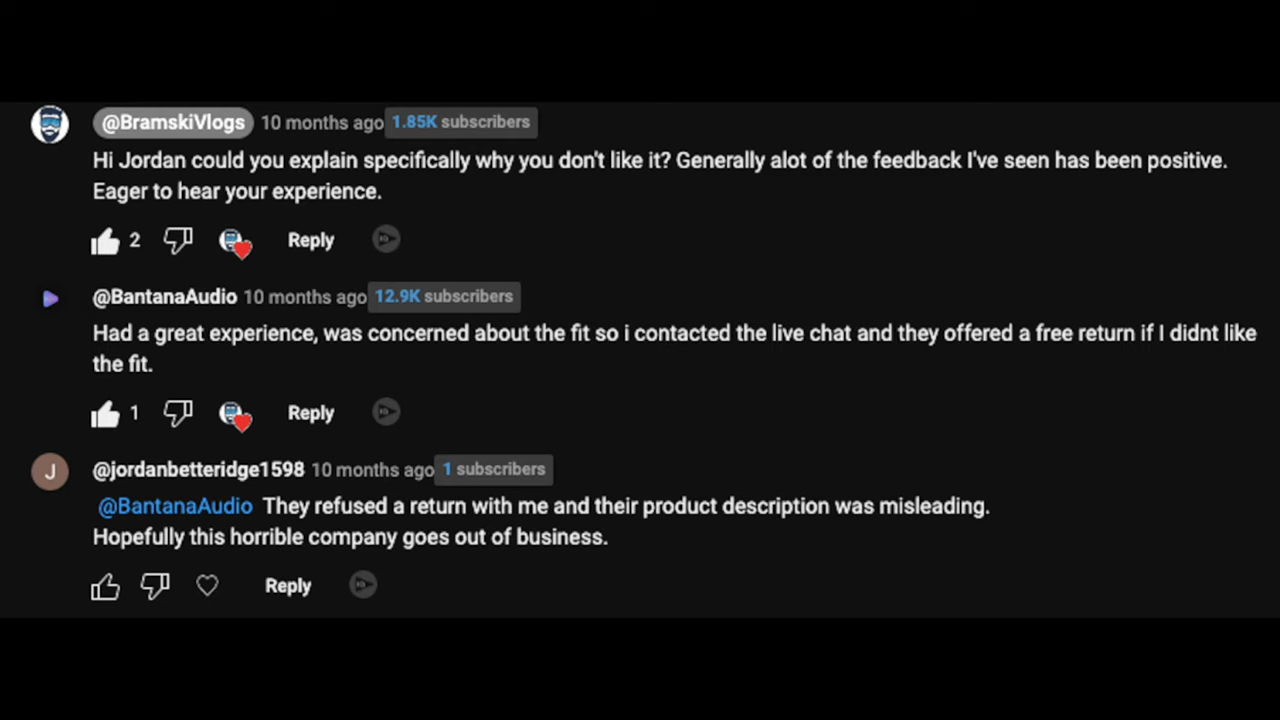 @BramskiVlogs 10 months ago 1.85K subscribers
Hi Jordan could you explain specifically why you don't like it? Generally alot of the feedback I've seen has been positive.
Eager to hear your experience.
2 Reply
@BantanaAudio 10 months ago 12.9K subscribers
Had a great experience, was concerned about the fit so i contacted the live chat and they offered a free return if I didnt like
the fit.
1 Reply
J @jordanbetteridge1598 10 months ago 1 subscribers
@BantanaAudio They refused a return with me and their product description was misleading.
Hopefully this horrible company goes out of business.
Reply